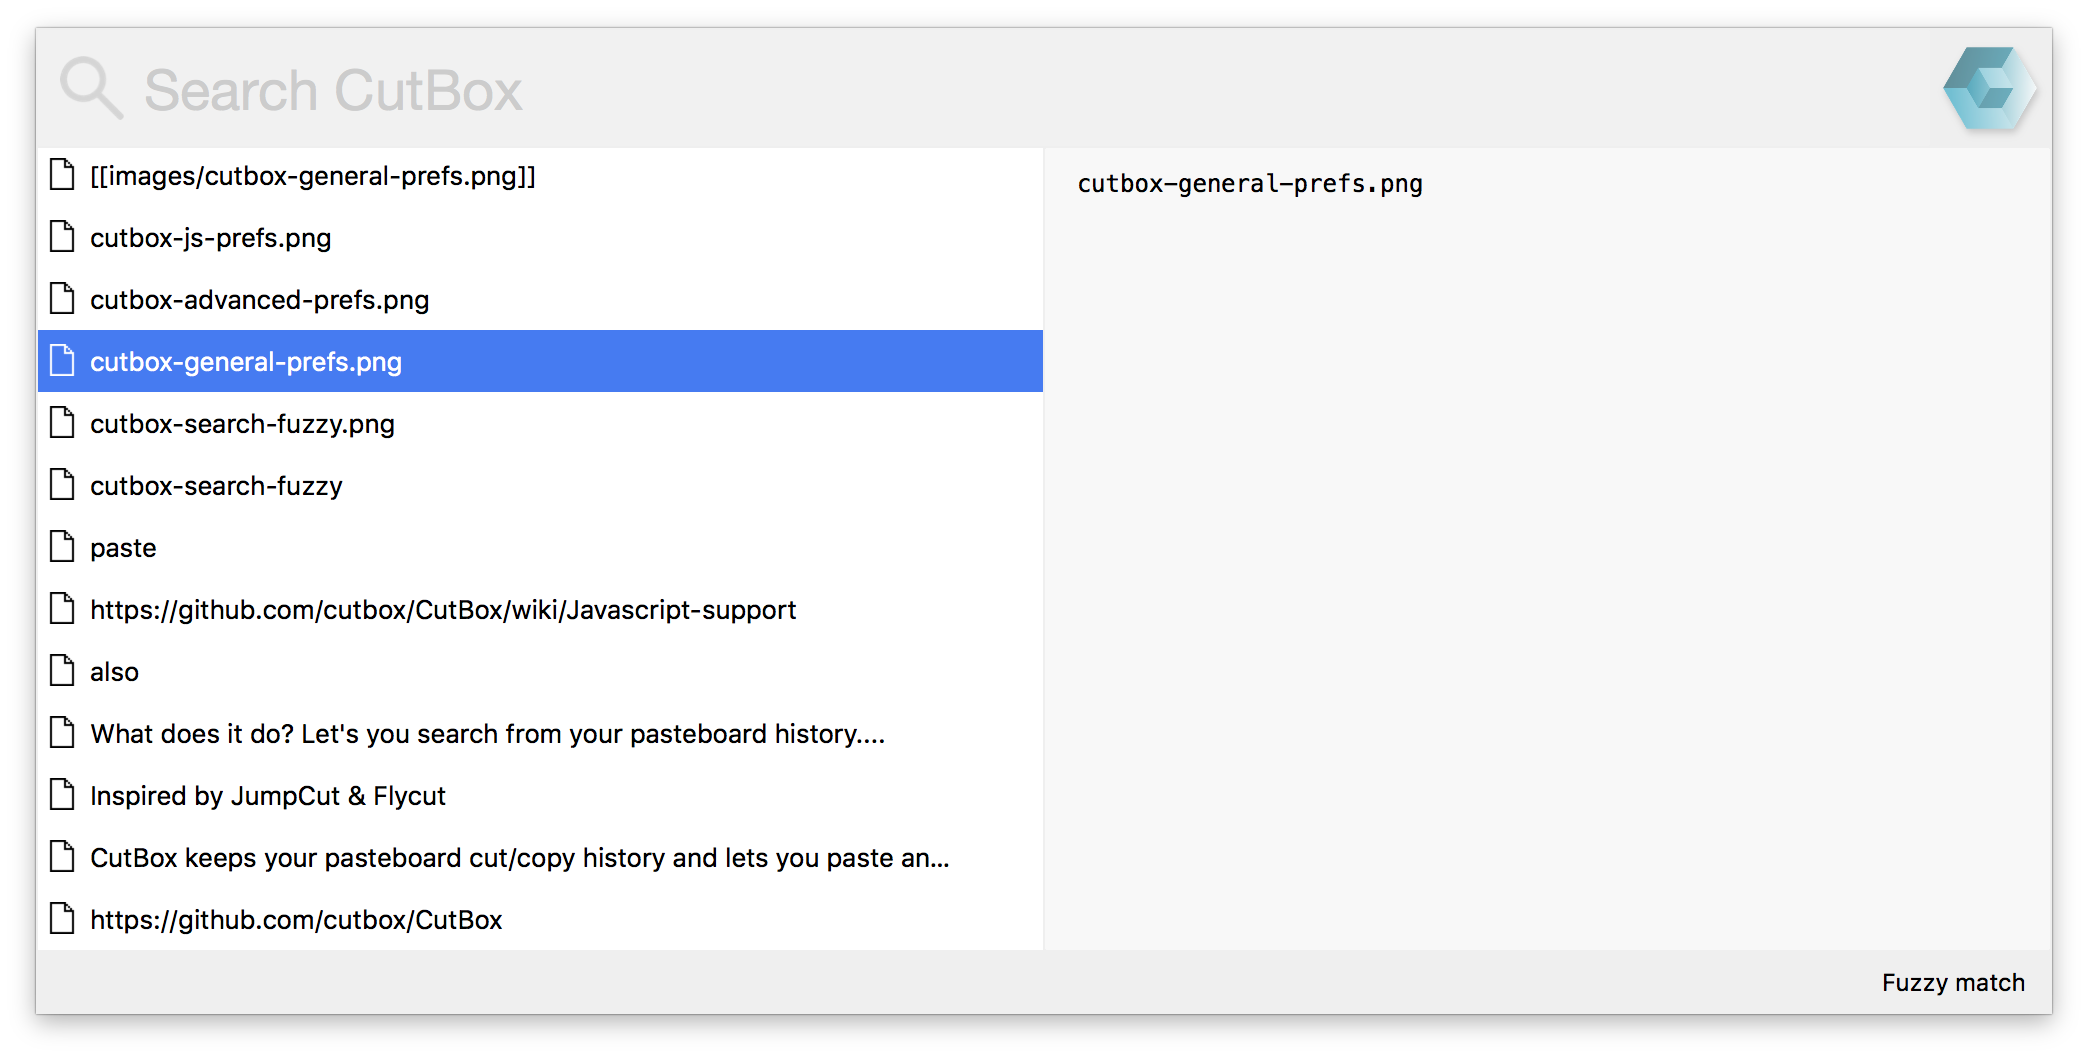 Search CutBox
[[images/cutbox-general-prefs.png]]
cutbox-js-prefs.png
cutbox-advanced-prefs.png
cutbox-general-prefs.png
cutbox-search-fuzzy.png
cutbox-search-fuzzy
paste
https://github.com/cutbox/CutBox/wiki/Javascript-support
also
What does it do? Let's you search from your pasteboard history....
Inspired by JumpCut & Flycut
CutBox keeps your pasteboard cut/copy history and lets you paste an...
https://github.com/cutbox/CutBox
cutbox-general-prefs.png
Fuzzy match